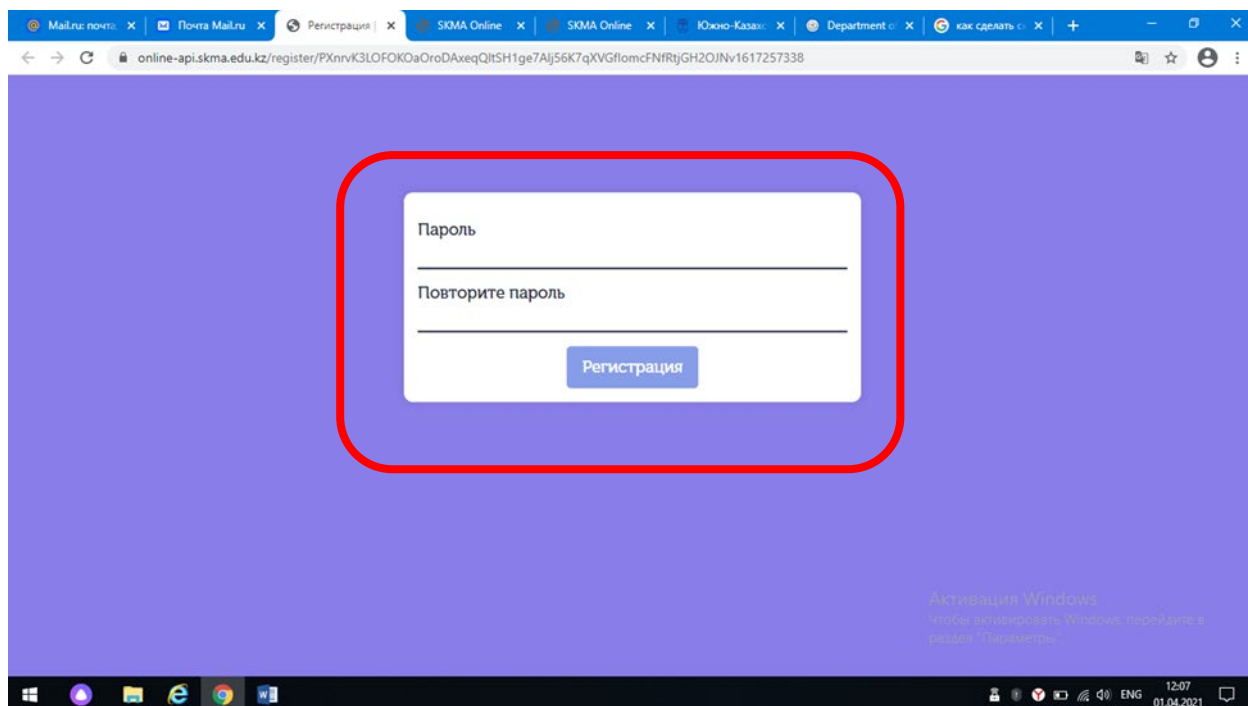 Mail.ru: почта,
Почта Mail.ru
Регистрация |
SKMA Online
SKMA Online
Южно-Казахс
Department o
как сделать с
online-api.skma.edu.kz/register/
Пароль
Повторите пароль
Регистрация
Активация Windows
Чтобы активировать Windows, перейдите в
раздел "Параметры".
ENG
12:07
01.04.2021